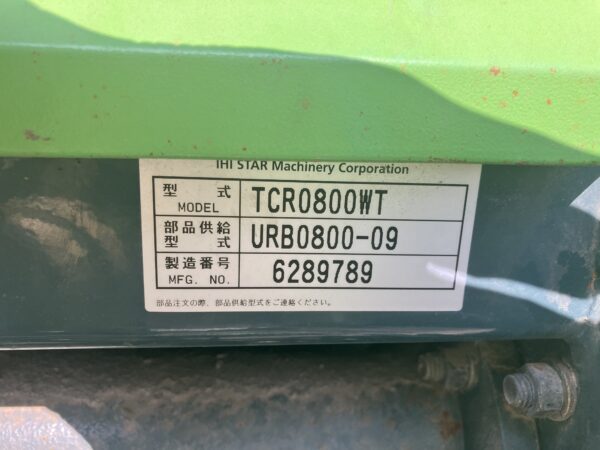 IHI STAR Machinery Corporation
型式 TCR0800WT
MODEL
部品供給 URB0800-09
型式
製造番号 6289789
MFG. NO.
部品注文の際、部品供給型式をご連絡ください。